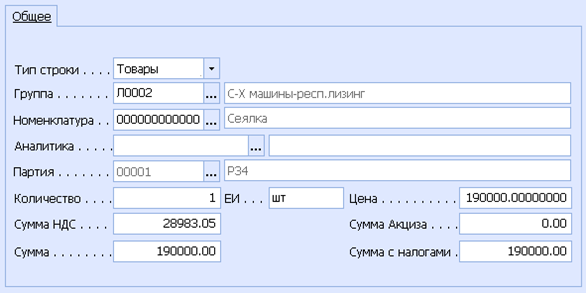 Общее
Тип строки . . . . Товары
Группа . . . . . . . Л0002 ... С-Х машины-респ.лизинг
Номенклатура . . 000000000000 ... Сеялка
Аналитика . . . . . ...
Партия . . . . . . . 00001 ... Р34
Количество . . . . 1 ЕИ . . . шт Цена . . . . . . . . . . 190000.00000000
Сумма НДС . . . . 28983.05 Сумма Акциза . . . . 0.00
Сумма . . . . . . . . 190000.00 Сумма с налогами . 190000.00